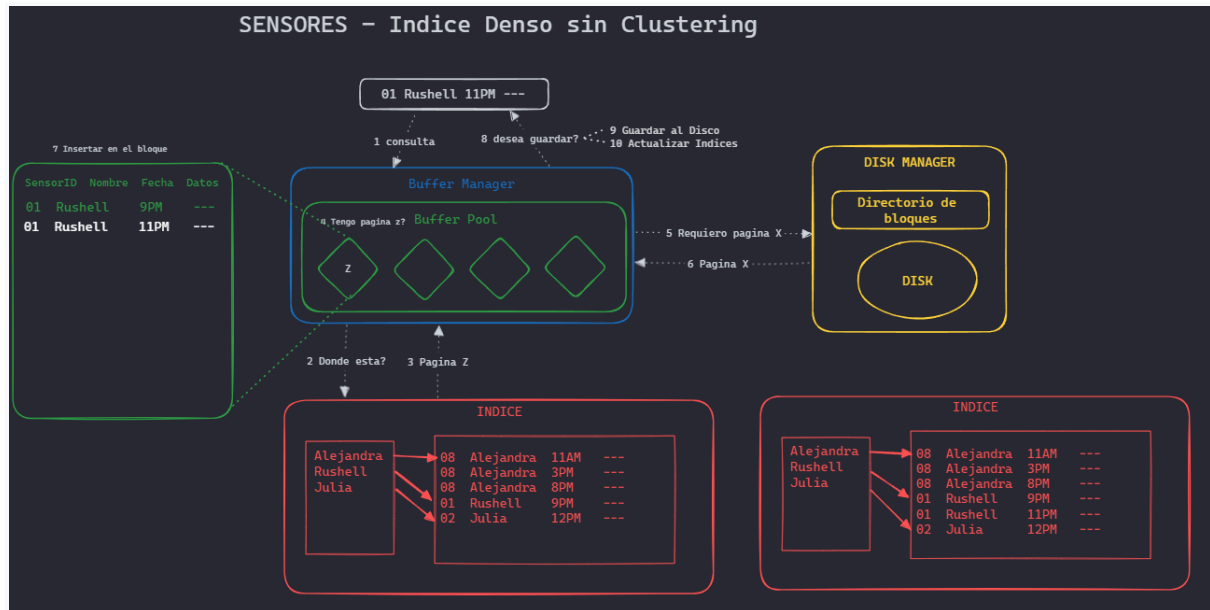 SENSORES - Indice Denso sin Clustering
01 Rushell 11PM ---
1 consulta
8 desea guardar?
9 Guardar al Disco
10 Actualizar Indices
7 Insertar en el bloque
SensorID Nombre Fecha Datos
01 Rushell 9PM ---
01 Rushell 11PM ---
Buffer Manager
4 Tengo pagina z?
Buffer Pool
Z
5 Requiero pagina X
6 Pagina X
DISK MANAGER
Directorio de
bloques
DISK
2 Donde esta?
3 Pagina Z
INDICE
Alejandra
Rushell
Julia
08 Alejandra 11AM ---
08 Alejandra 3PM ---
08 Alejandra 8PM ---
01 Rushell 9PM ---
02 Julia 12PM ---
INDICE
Alejandra
Rushell
Julia
08 Alejandra 11AM ---
08 Alejandra 3PM ---
08 Alejandra 8PM ---
01 Rushell 9PM ---
01 Rushell 11PM ---
02 Julia 12PM ---